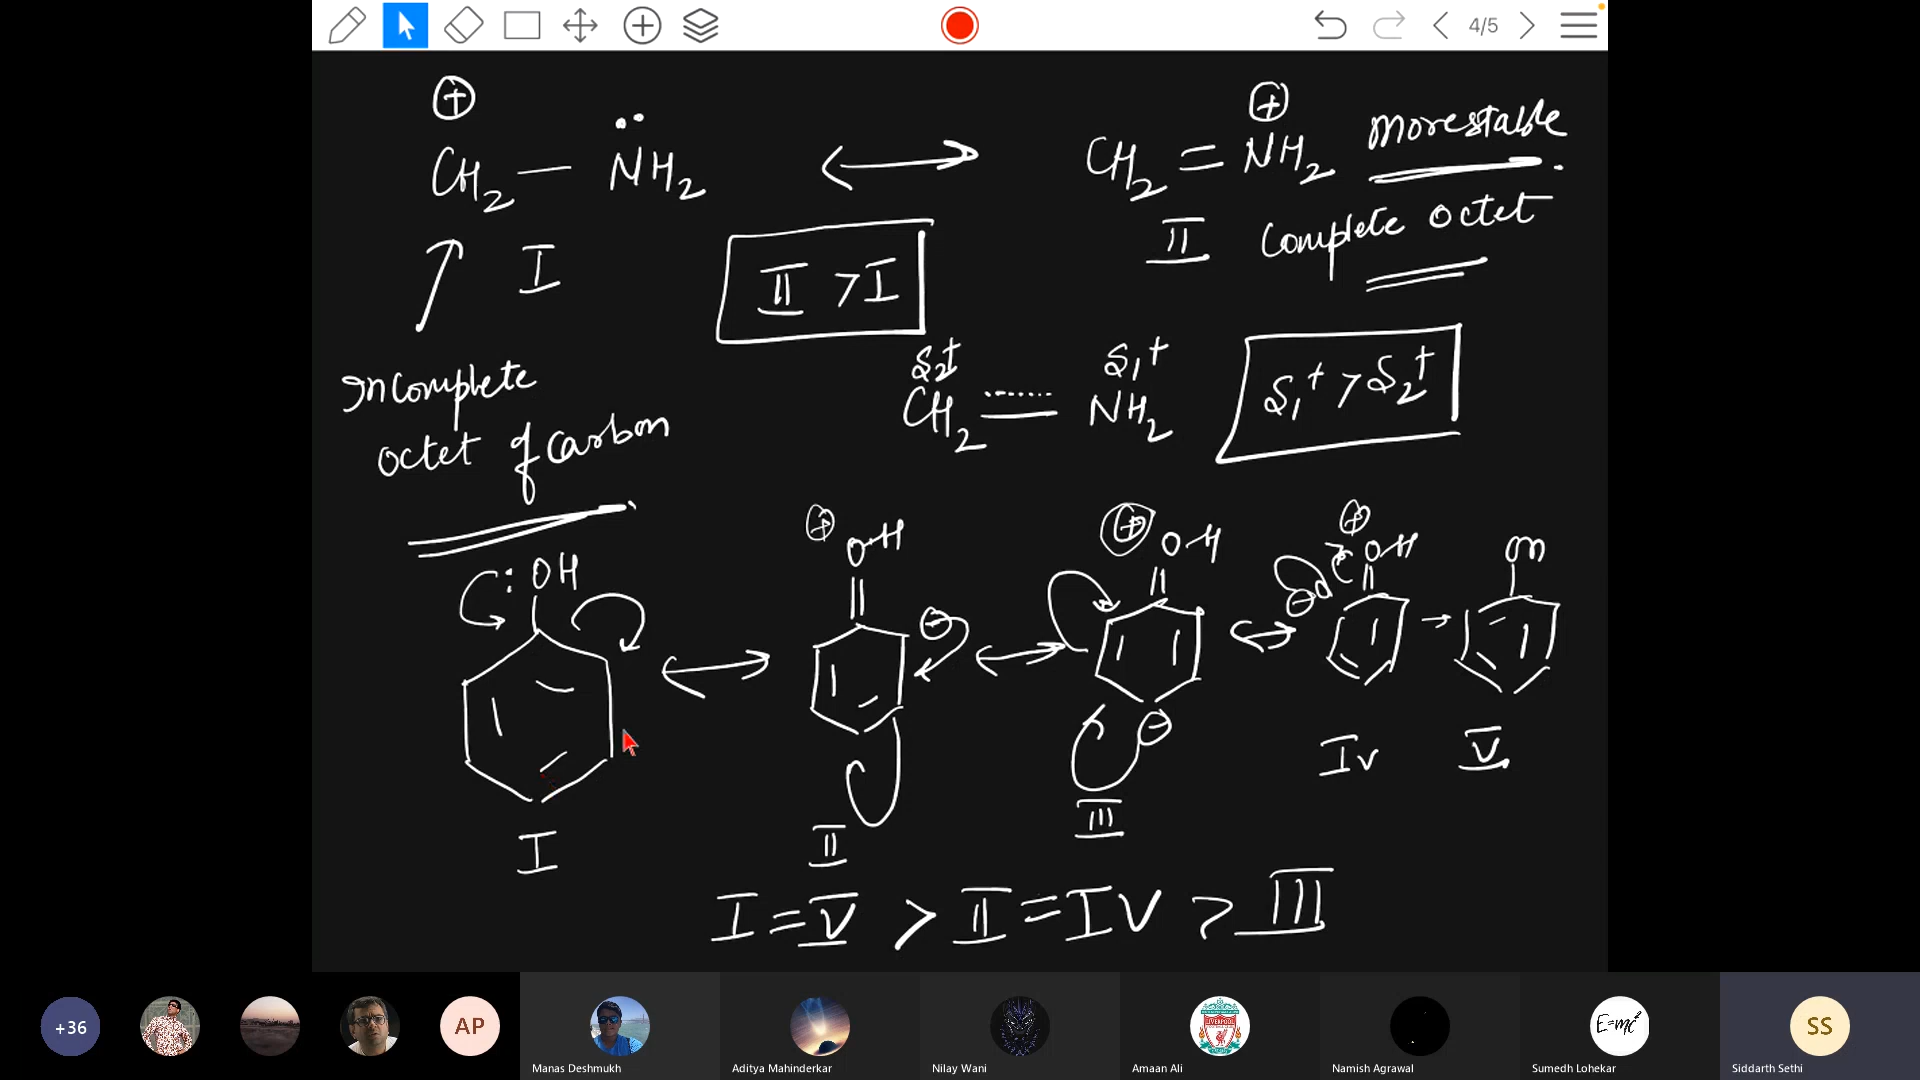 4/5
⊕ ⊕
CH₂ — N̈H₂ ⟷ CH₂ = NH₂ More stable
I II Complete octet
II > I
Incomplete
octet of Carbon
δ₂⁺ δ₁⁺
CH₂ NH₂
δ₁⁺ > δ₂⁺
⊕ ⊕ ⊕
:OH OH OH OH
⊖ ⊖ ⊖
I II III IV V
I = V > II = IV > III
+36
AP
Manas Deshmukh
Aditya Mahinderkar
Nilay Wani
Amaan Ali
Namish Agrawal
E=mc²
Sumedh Lohekar
SS
Siddarth Sethi